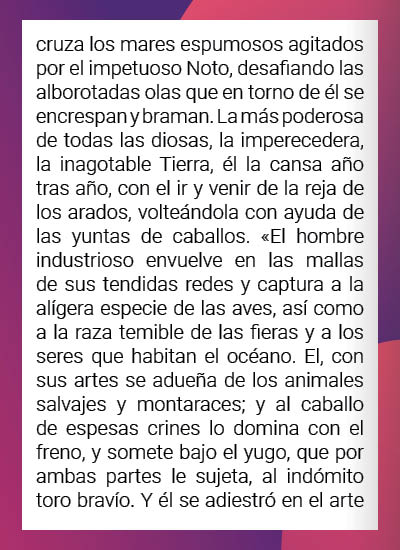 cruza los mares espumosos agitados
por el impetuoso Noto, desafiando las
alborotadas olas que en torno de él se
encrespan y braman. La más poderosa
de todas las diosas, la imperecedera,
la inagotable Tierra, él la cansa año
tras año, con el ir y venir de la reja de
los arados, volteándola con ayuda de
las yuntas de caballos. «El hombre
industrioso envuelve en las mallas
de sus tendidas redes y captura a la
alígera especie de las aves, así como
a la raza temible de las fieras y a los
seres que habitan el océano. El, con
sus artes se adueña de los animales
salvajes y montaraces; y al caballo
de espesas crines lo domina con el
freno, y somete bajo el yugo, que por
ambas partes le sujeta, al indómito
toro bravío. Y él se adiestró en el arte